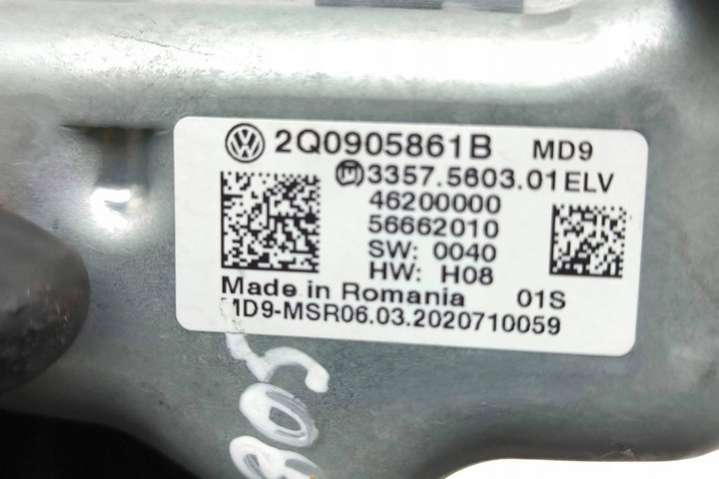 2Q0905861B MD9
3357.5603.01ELV
46200000
56662010
SW: 0040
HW: H08
Made in Romania 01S
MD9-MSR06.03.2020710059